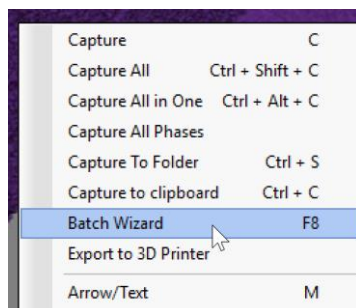 Capture C
Capture All Ctrl + Shift + C
Capture All in One Ctrl + Alt + C
Capture All Phases
Capture To Folder Ctrl + S
Capture to clipboard Ctrl + C
Batch Wizard F8
Export to 3D Printer
Arrow/Text M